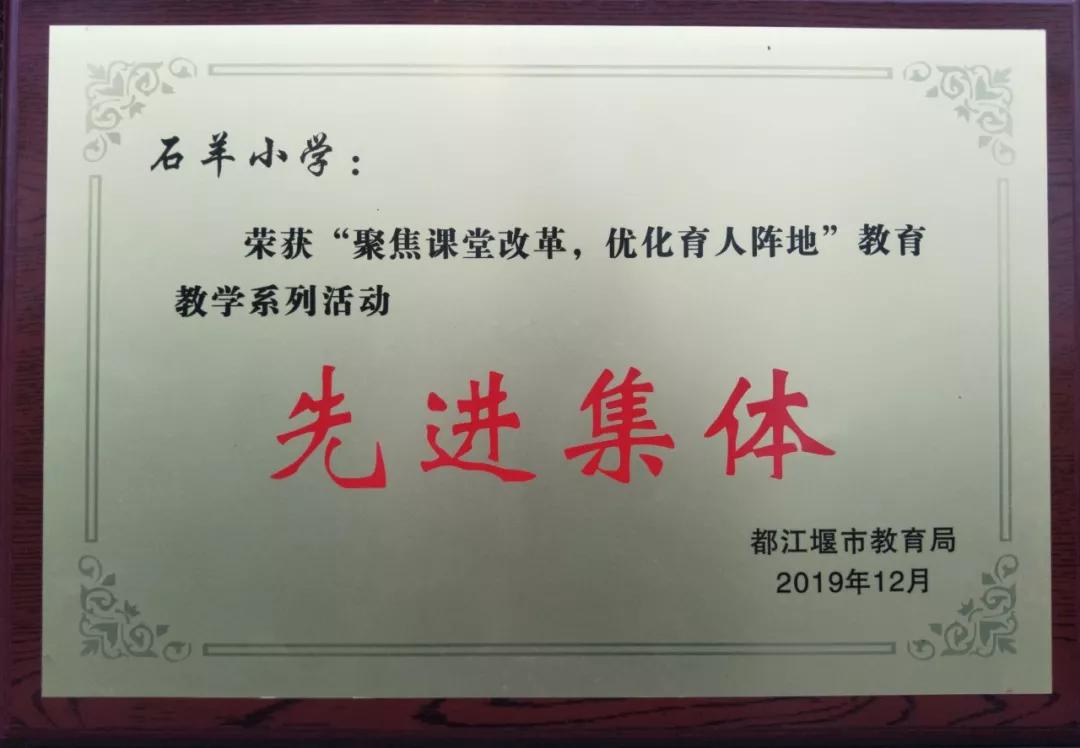 石羊小学：
荣获“聚焦课堂改革，优化育人阵地”教育
教学系列活动
先进集体
都江堰市教育局
2019年12月